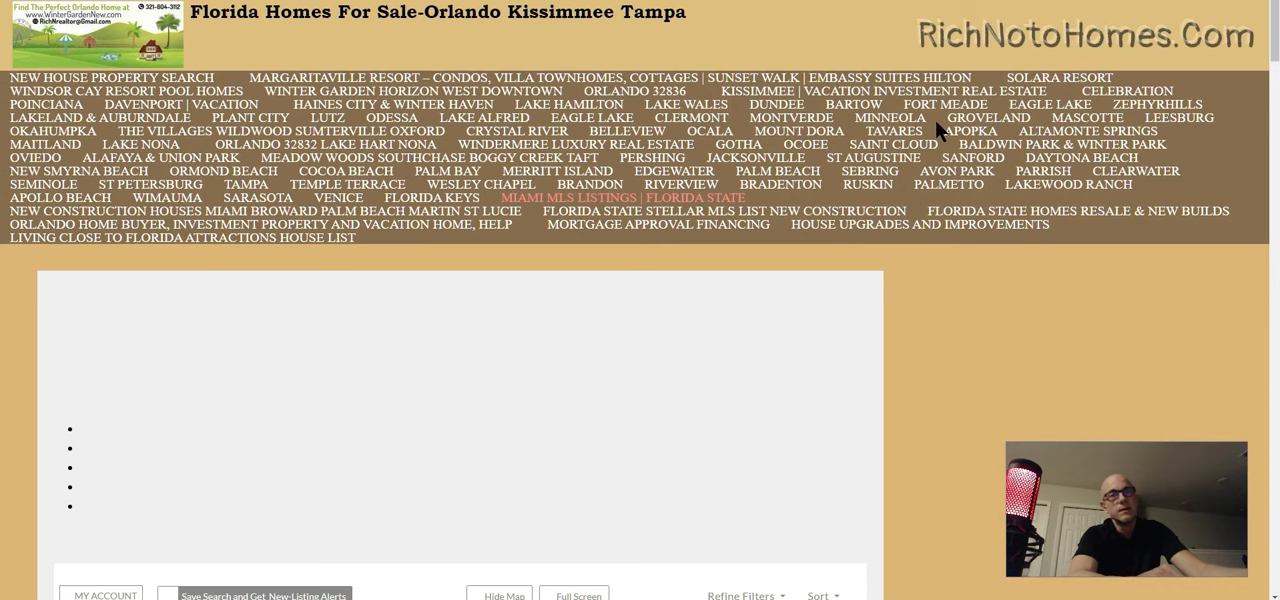 Find The Perfect Orlando Home at 321-804-3112
www.WinterGardenNew.com
RichNrealtor@Gmail.com
Florida Homes For Sale-Orlando Kissimmee Tampa
RichNotoHomes.Com
NEW HOUSE PROPERTY SEARCH MARGARITAVILLE RESORT – CONDOS, VILLA TOWNHOMES, COTTAGES | SUNSET WALK | EMBASSY SUITES HILTON SOLARA RESORT
WINDSOR CAY RESORT POOL HOMES WINTER GARDEN HORIZON WEST DOWNTOWN ORLANDO 32836 KISSIMMEE | VACATION INVESTMENT REAL ESTATE CELEBRATION
POINCIANA DAVENPORT | VACATION HAINES CITY & WINTER HAVEN LAKE HAMILTON LAKE WALES DUNDEE BARTOW FORT MEADE EAGLE LAKE ZEPHYRHILLS
LAKELAND & AUBURNDALE PLANT CITY LUTZ ODESSA LAKE ALFRED EAGLE LAKE CLERMONT MONTVERDE MINNEOLA GROVELAND MASCOTTE LEESBURG
OKAHUMPKA THE VILLAGES WILDWOOD SUMTERVILLE OXFORD CRYSTAL RIVER BELLEVIEW OCALA MOUNT DORA TAVARES APOPKA ALTAMONTE SPRINGS
MAITLAND LAKE NONA ORLANDO 32832 LAKE HART NONA WINDERMERE LUXURY REAL ESTATE GOTHA OCOEE SAINT CLOUD BALDWIN PARK & WINTER PARK
OVIEDO ALAFAYA & UNION PARK MEADOW WOODS SOUTHCHASE BOGGY CREEK TAFT PERSHING JACKSONVILLE ST AUGUSTINE SANFORD DAYTONA BEACH
NEW SMYRNA BEACH ORMOND BEACH COCOA BEACH PALM BAY MERRITT ISLAND EDGEWATER PALM BEACH SEBRING AVON PARK PARRISH CLEARWATER
SEMINOLE ST PETERSBURG TAMPA TEMPLE TERRACE WESLEY CHAPEL BRANDON RIVERVIEW BRADENTON RUSKIN PALMETTO LAKEWOOD RANCH
APOLLO BEACH WIMAUMA SARASOTA VENICE FLORIDA KEYS MIAMI MLS LISTINGS | FLORIDA STATE
NEW CONSTRUCTION HOUSES MIAMI BROWARD PALM BEACH MARTIN ST LUCIE FLORIDA STATE STELLAR MLS LIST NEW CONSTRUCTION FLORIDA STATE HOMES RESALE & NEW BUILDS
ORLANDO HOME BUYER, INVESTMENT PROPERTY AND VACATION HOME, HELP MORTGAGE APPROVAL FINANCING HOUSE UPGRADES AND IMPROVEMENTS
LIVING CLOSE TO FLORIDA ATTRACTIONS HOUSE LIST
MY ACCOUNT Save Search and Get New-Listing Alerts Hide Map Full Screen Refine Filters Sort